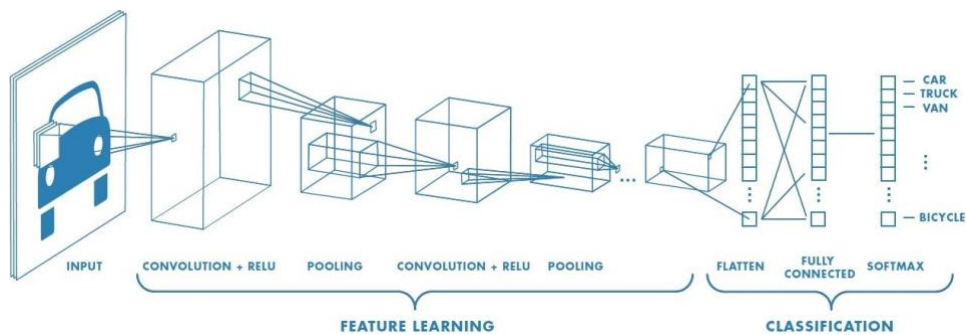 CAR
TRUCK
VAN
BICYCLE
INPUT
CONVOLUTION + RELU
POOLING
CONVOLUTION + RELU
POOLING
FLATTEN
FULLY
CONNECTED
SOFTMAX
FEATURE LEARNING
CLASSIFICATION